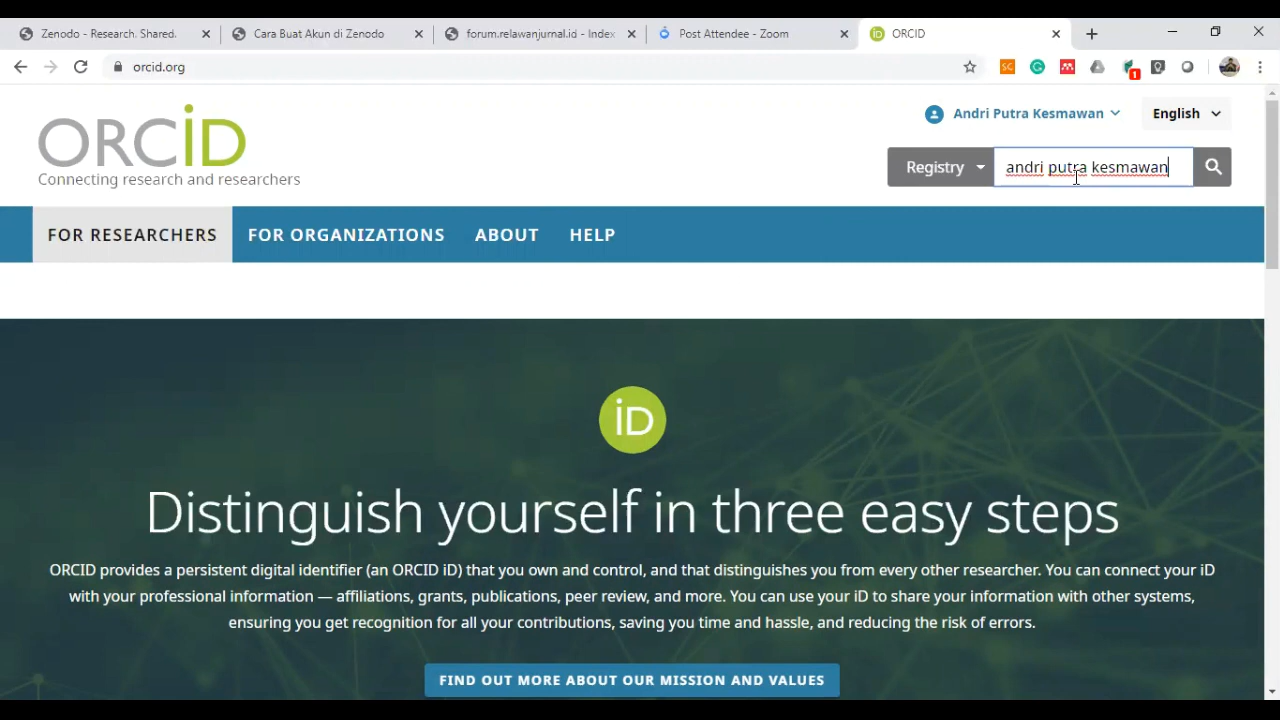 Zenodo - Research. Shared.
Cara Buat Akun di Zenodo
forum.relawanjurnal.id - Index
Post Attendee - Zoom
ORCID
orcid.org
SC
1
ORCiD
Connecting research and researchers
Andri Putra Kesmawan
English
Registry
andri putra kesmawan
FOR RESEARCHERS
FOR ORGANIZATIONS
ABOUT
HELP
iD
Distinguish yourself in three easy steps
ORCID provides a persistent digital identifier (an ORCID iD) that you own and control, and that distinguishes you from every other researcher. You can connect your iD
with your professional information — affiliations, grants, publications, peer review, and more. You can use your iD to share your information with other systems,
ensuring you get recognition for all your contributions, saving you time and hassle, and reducing the risk of errors.
FIND OUT MORE ABOUT OUR MISSION AND VALUES